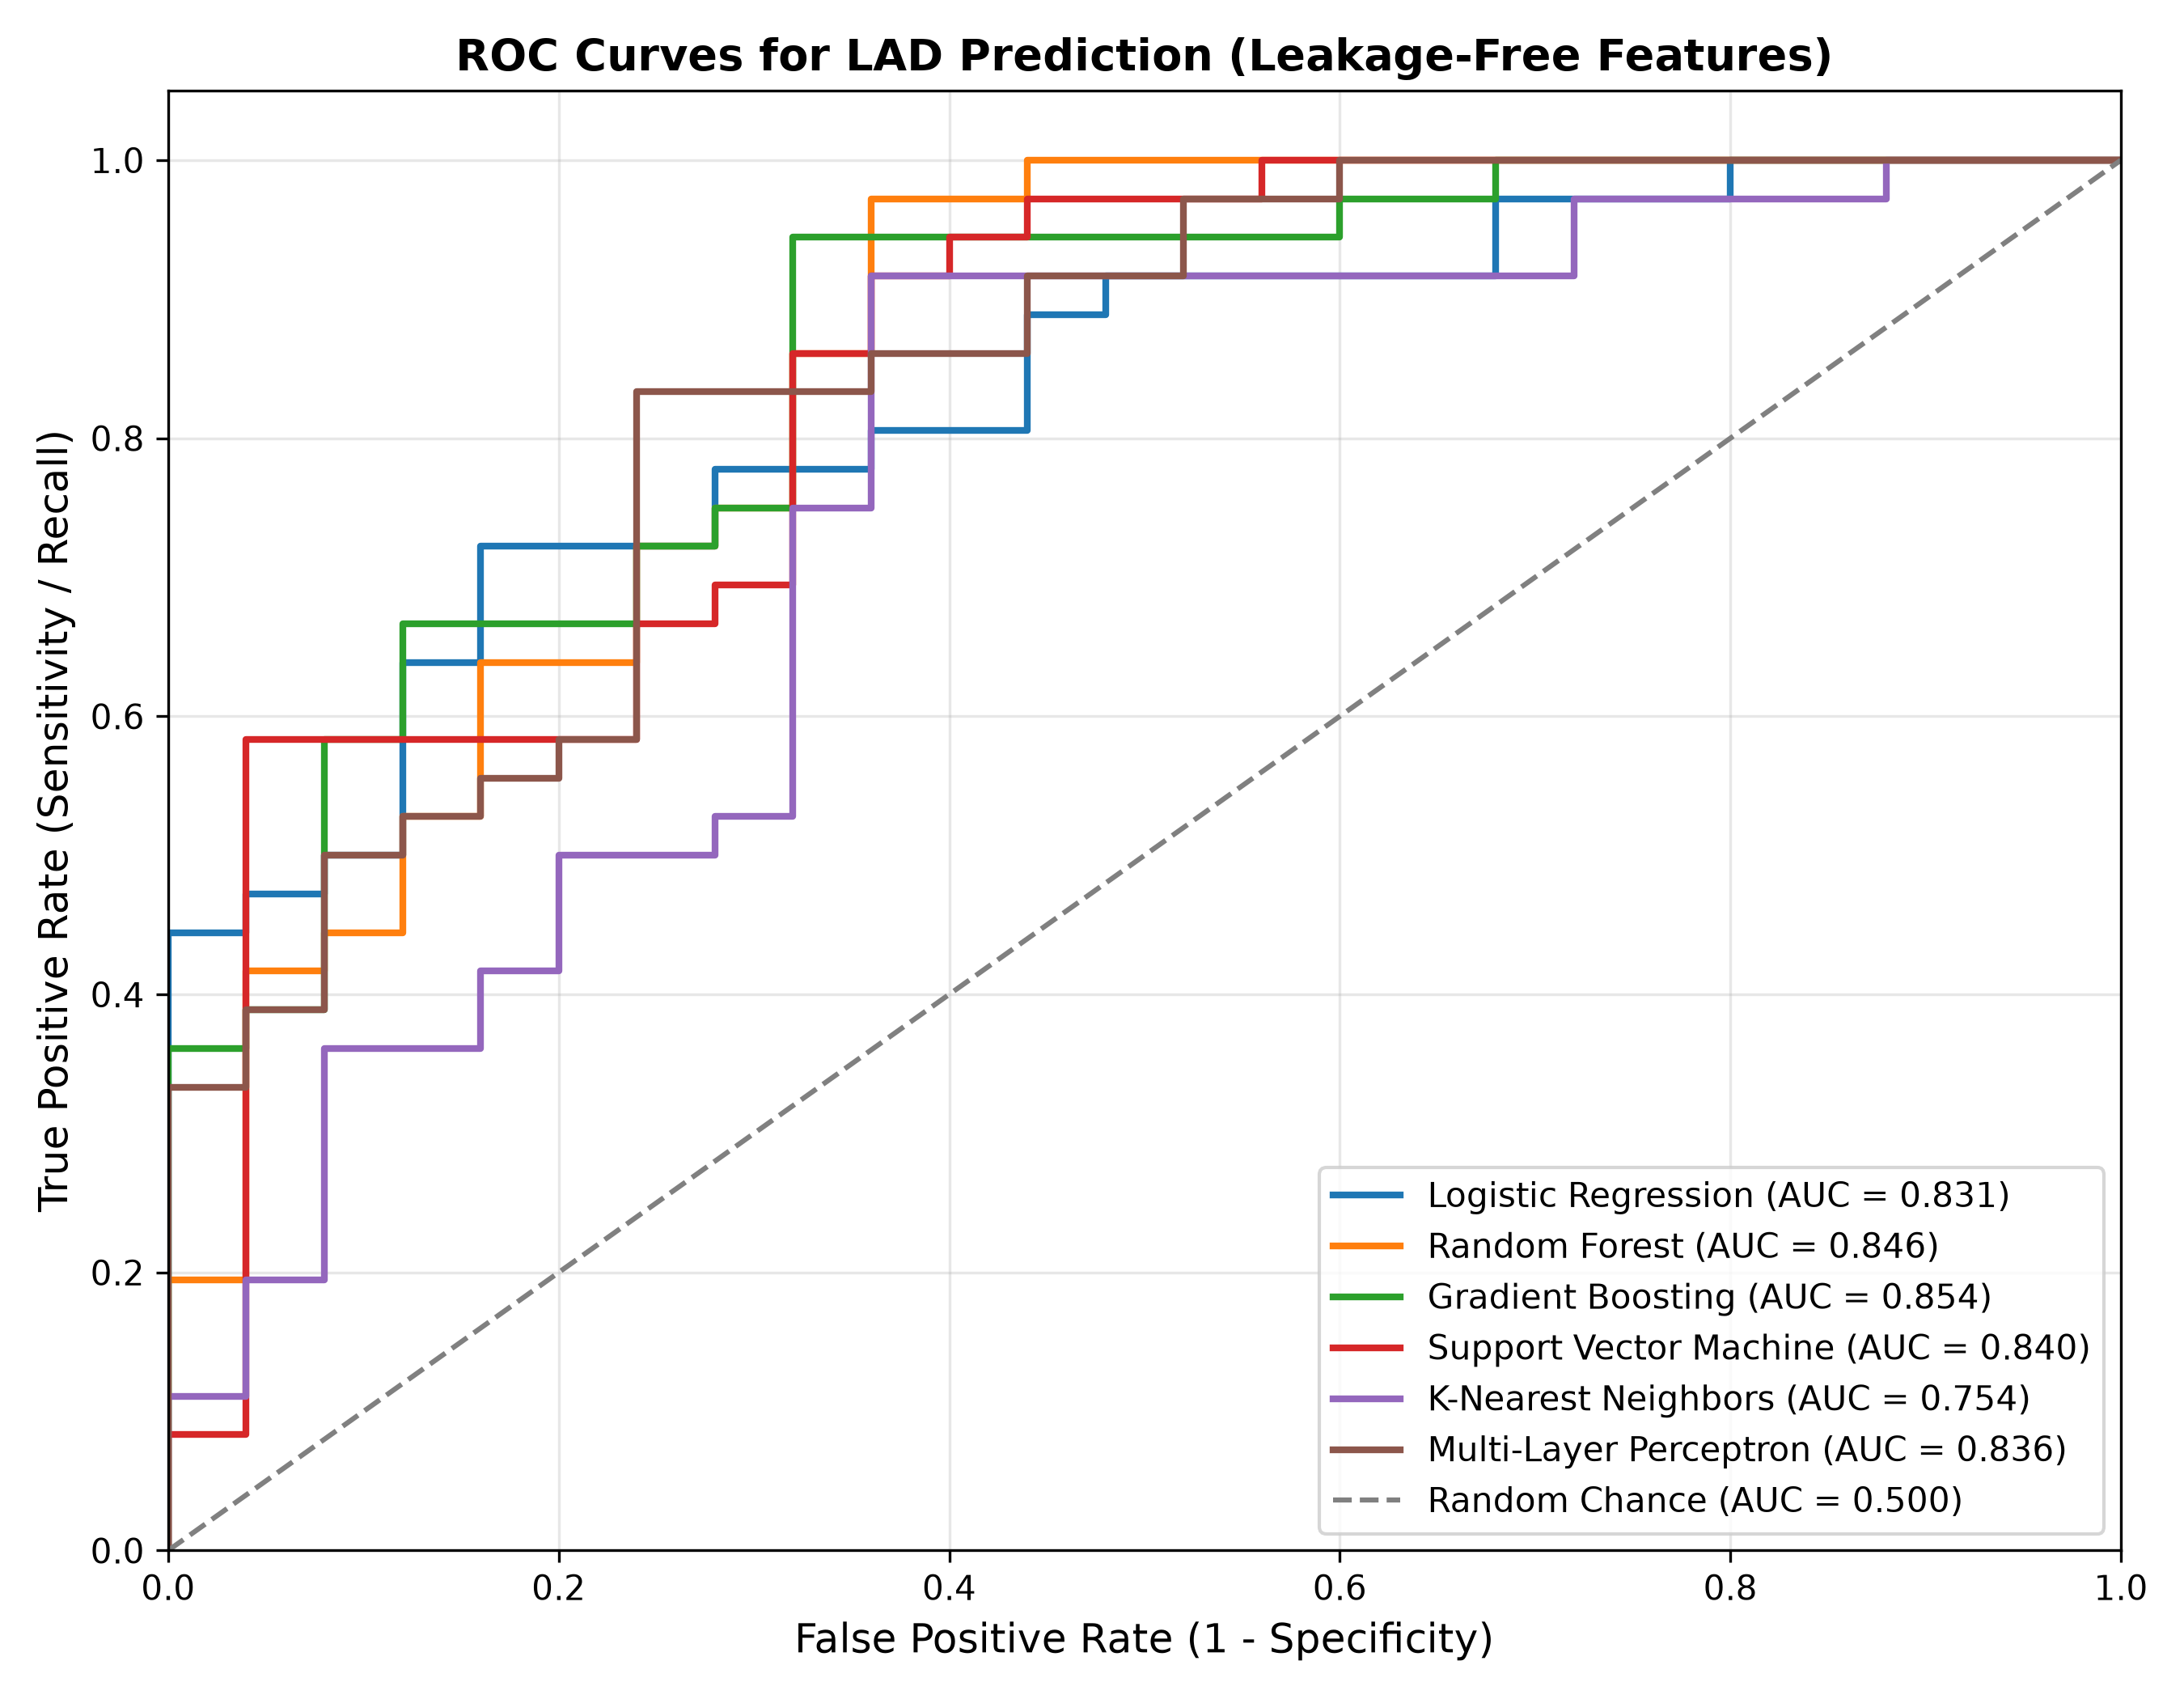 ROC Curves for LAD Prediction (Leakage-Free Features)
True Positive Rate (Sensitivity / Recall)
1.0
0.8
0.6
0.4
0.2
0.0
0.0 0.2 0.4 0.6 0.8 1.0
False Positive Rate (1 - Specificity)
Logistic Regression (AUC = 0.831)
Random Forest (AUC = 0.846)
Gradient Boosting (AUC = 0.854)
Support Vector Machine (AUC = 0.840)
K-Nearest Neighbors (AUC = 0.754)
Multi-Layer Perceptron (AUC = 0.836)
Random Chance (AUC = 0.500)